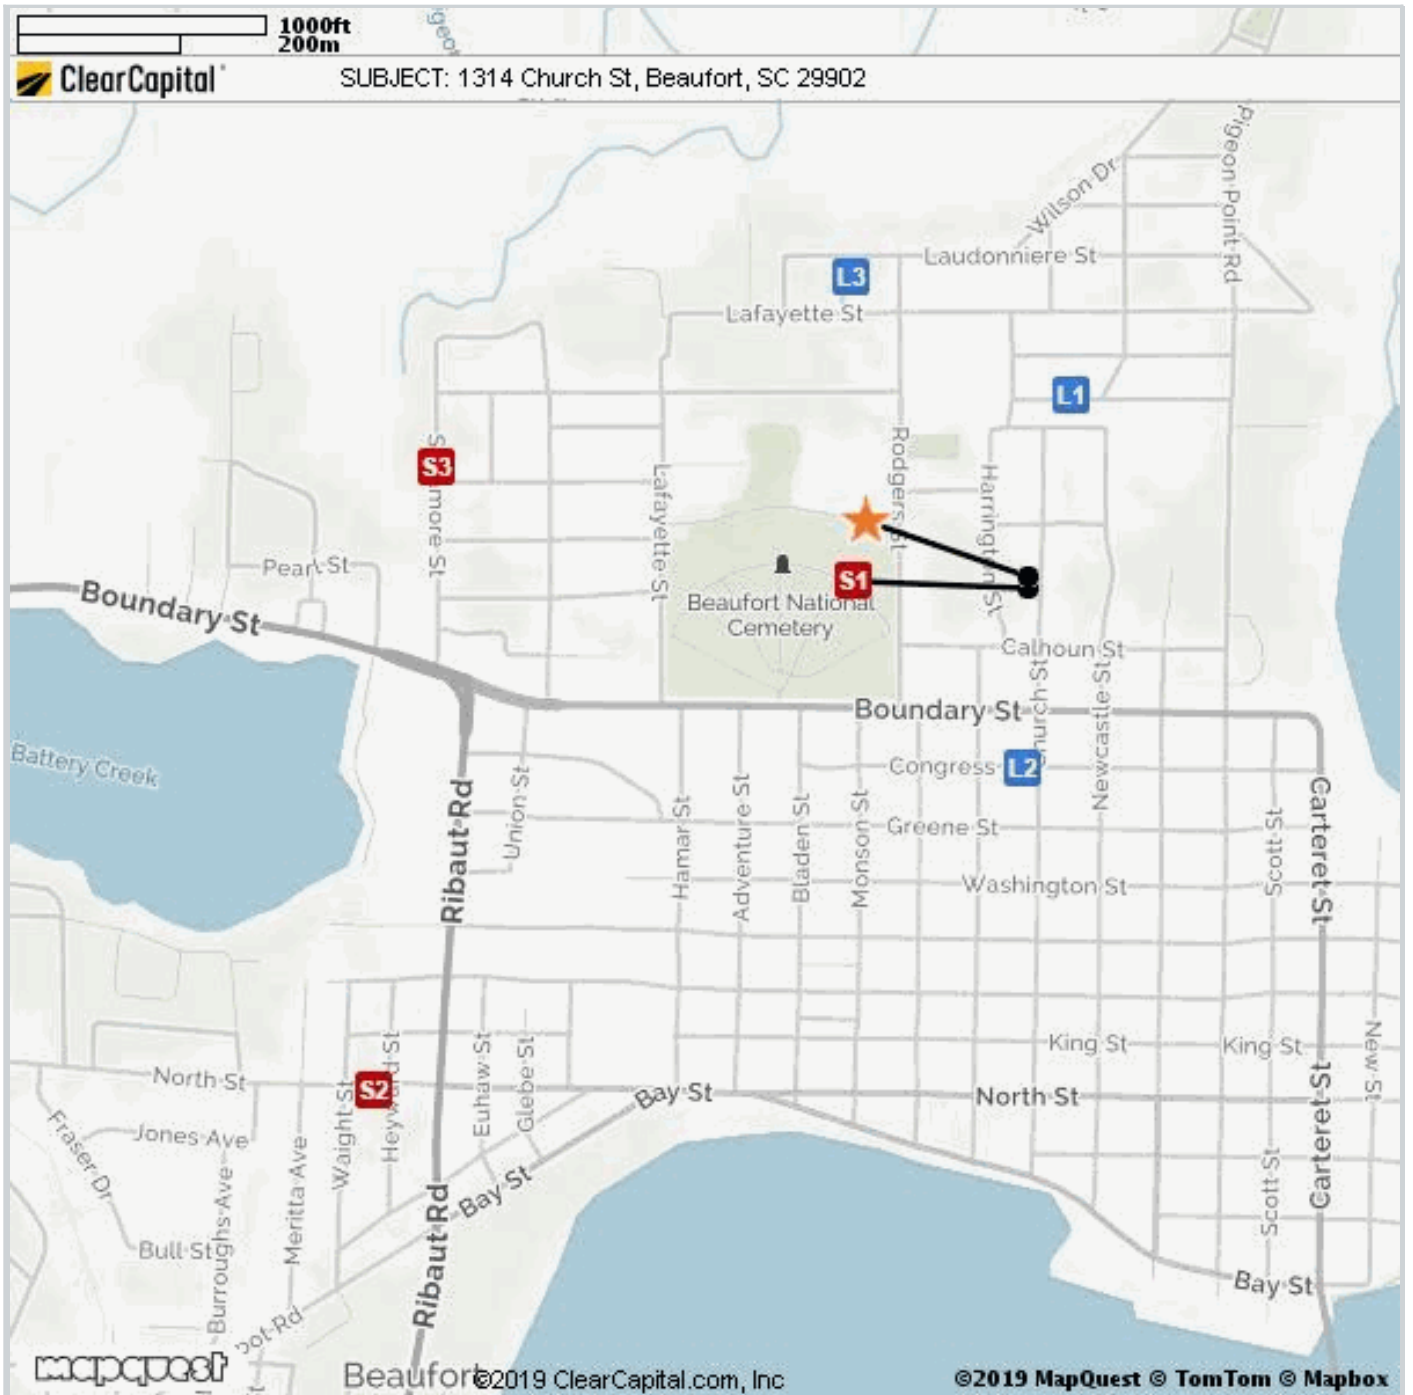 1000ft
200m
ClearCapital
SUBJECT: 1314 Church St, Beaufort, SC 29902
Wilson Dr
Pigeon Point Rd
Laudonniere St
L3
Lafayette St
L1
S3
Rodgers St
Lafayette St
Harrington St
S1
Pearl St
Boundary St
Beaufort National
Cemetery
Calhoun St
Church St
Newcastle St
Boundary St
Battery Creek
Congress
L2
Ribaut Rd
Union St
Hamar St
Adventure St
Bladen St
Monson St
Greene St
Scott St
Carteret St
Washington St
King St
King St
New St
North St
S2
Waight St
Heyward St
Euhaw St
Glebe St
Bay St
North St
Carteret St
Jones Ave
Fraser Dr
Meritta Ave
Burroughs Ave
Bay St
Scott St
Bull St
Ribaut Rd
Bay St
mapquest
Beaufort
©2019 ClearCapital.com, Inc
©2019 MapQuest © TomTom © Mapbox